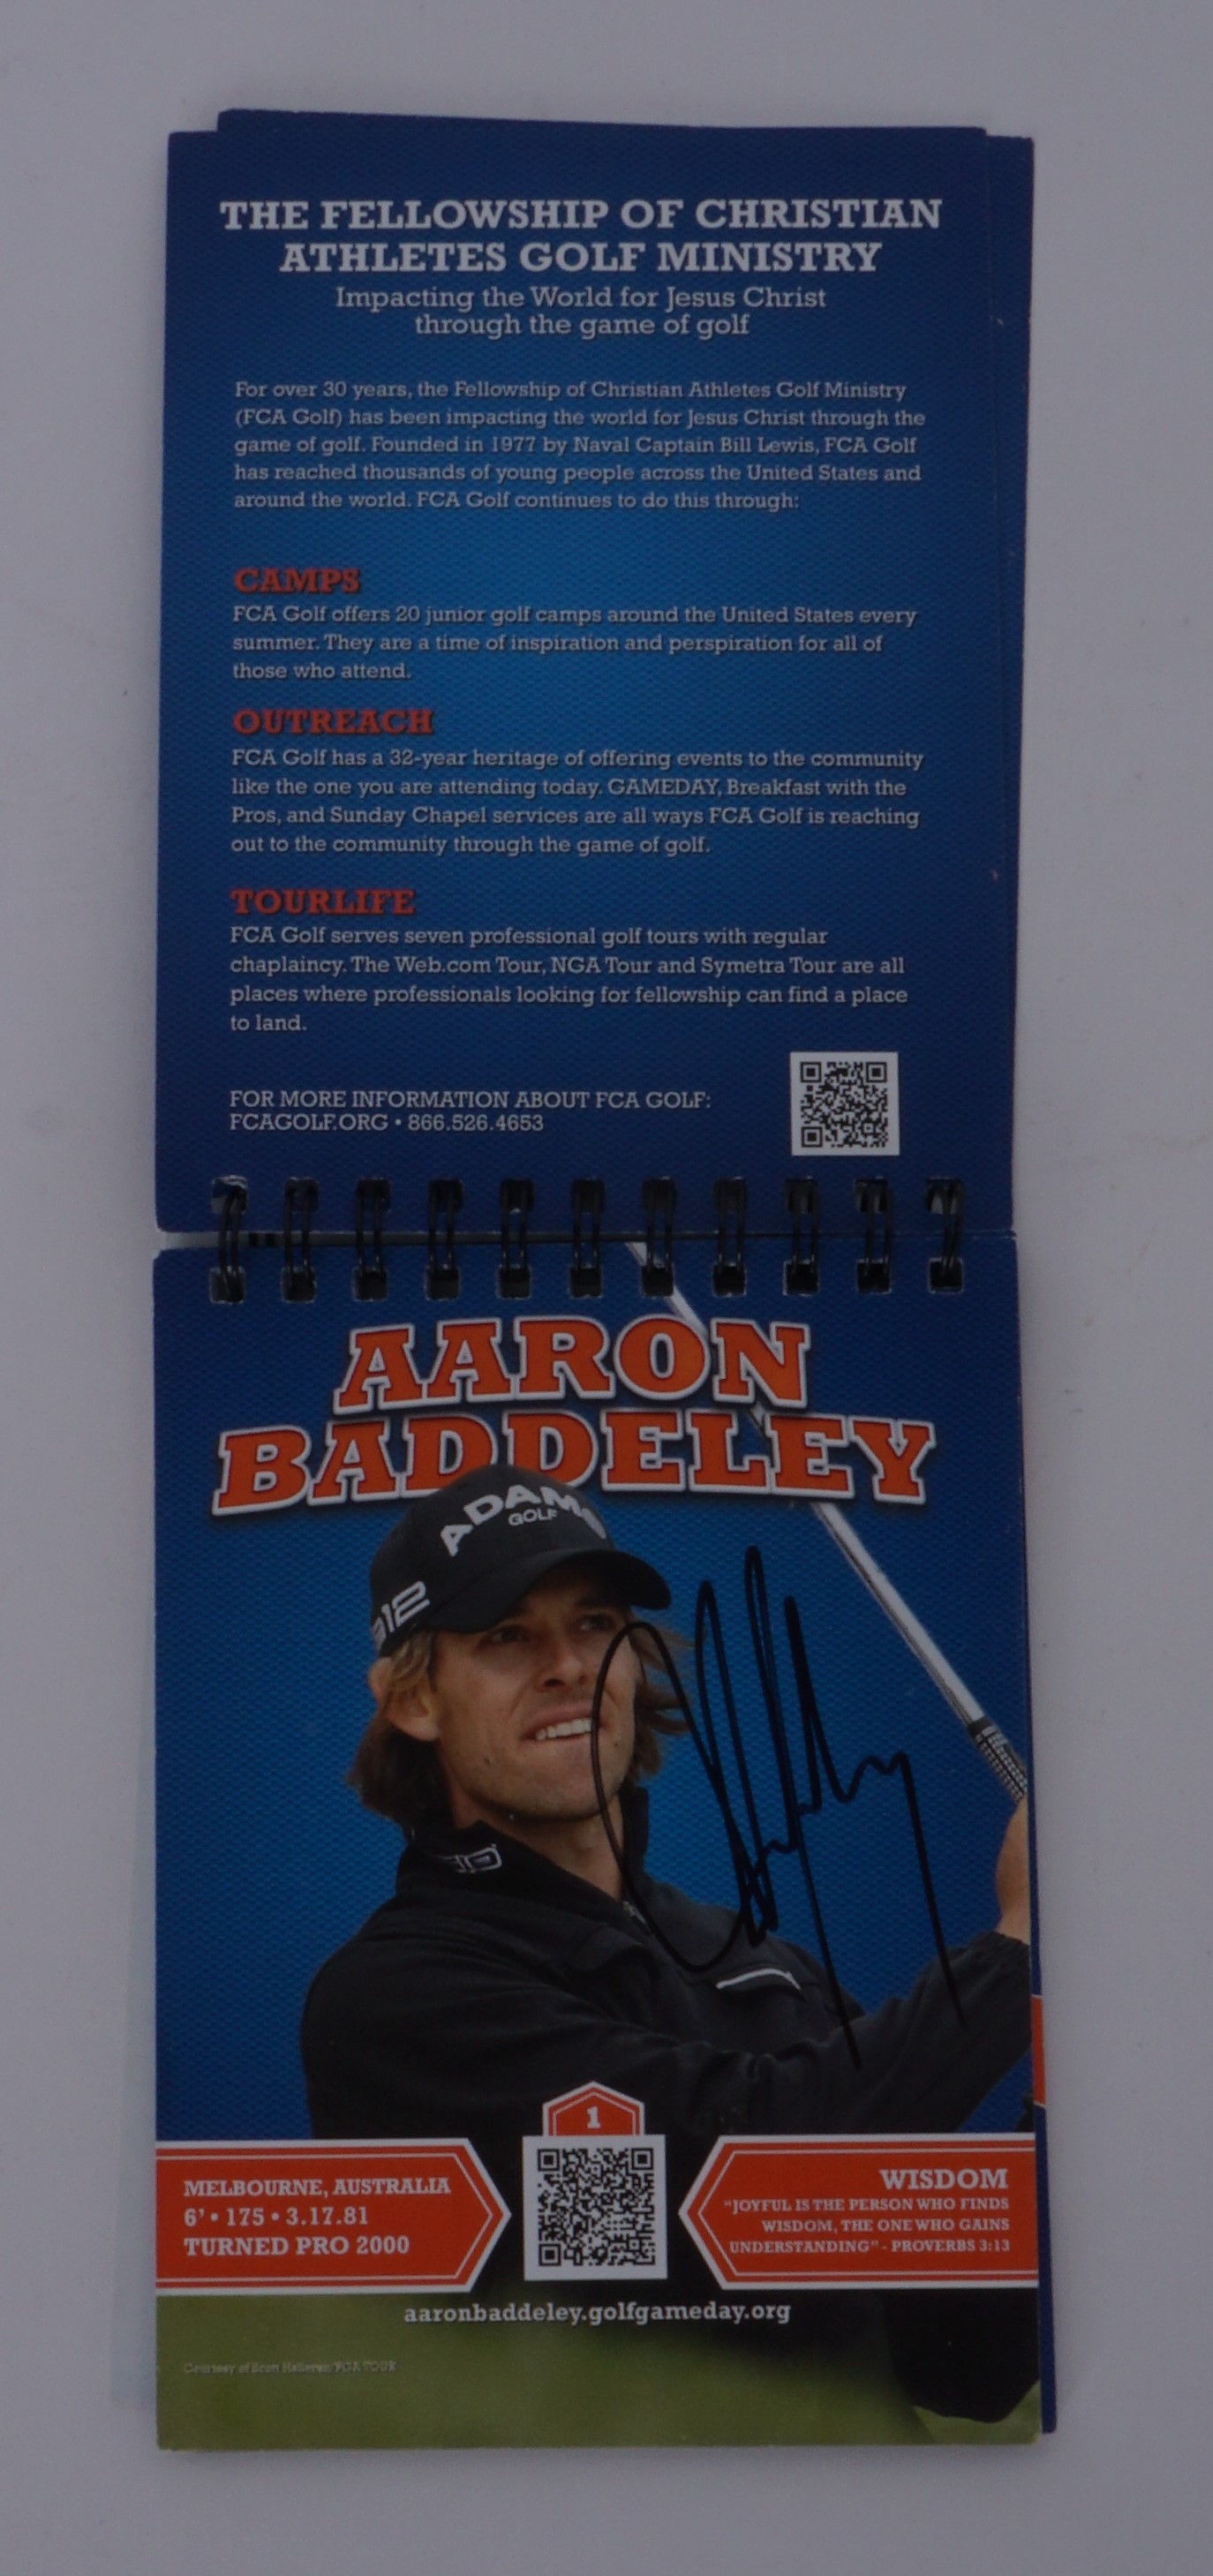 THE FELLOWSHIP OF CHRISTIAN
ATHLETES GOLF MINISTRY
Impacting the World for Jesus Christ
through the game of golf
For over 30 years, the Fellowship of Christian Athletes Golf Ministry
(FCA Golf) has been impacting the world for Jesus Christ through the
game of golf. Founded in 1977 by Naval Captain Bill Lewis, FCA Golf
has reached thousands of young people across the United States and
around the world. FCA Golf continues to do this through:
CAMPS
FCA Golf offers 20 junior golf camps around the United States every
summer. They are a time of inspiration and perspiration for all of
those who attend.
OUTREACH
FCA Golf has a 32-year heritage of offering events to the community
like the one you are attending today. GAMEDAY, Breakfast with the
Pros, and Sunday Chapel services are all ways FCA Golf is reaching
out to the community through the game of golf.
TOURLIFE
FCA Golf serves seven professional golf tours with regular
chaplaincy. The Web.com Tour, NGA Tour and Symetra Tour are all
places where professionals looking for fellowship can find a place
to land.
FOR MORE INFORMATION ABOUT FCA GOLF:
FCAGOLF.ORG • 866.526.4653
AARON
BADDELEY
ADAMS
GOLF
12
1
MELBOURNE, AUSTRALIA
6' • 175 • 3.17.81
TURNED PRO 2000
WISDOM
"JOYFUL IS THE PERSON WHO FINDS
WISDOM, THE ONE WHO GAINS
UNDERSTANDING" - PROVERBS 3:13
aaronbaddeley.golfgameday.org
Courtesy of Scott Halleran/PGA TOUR